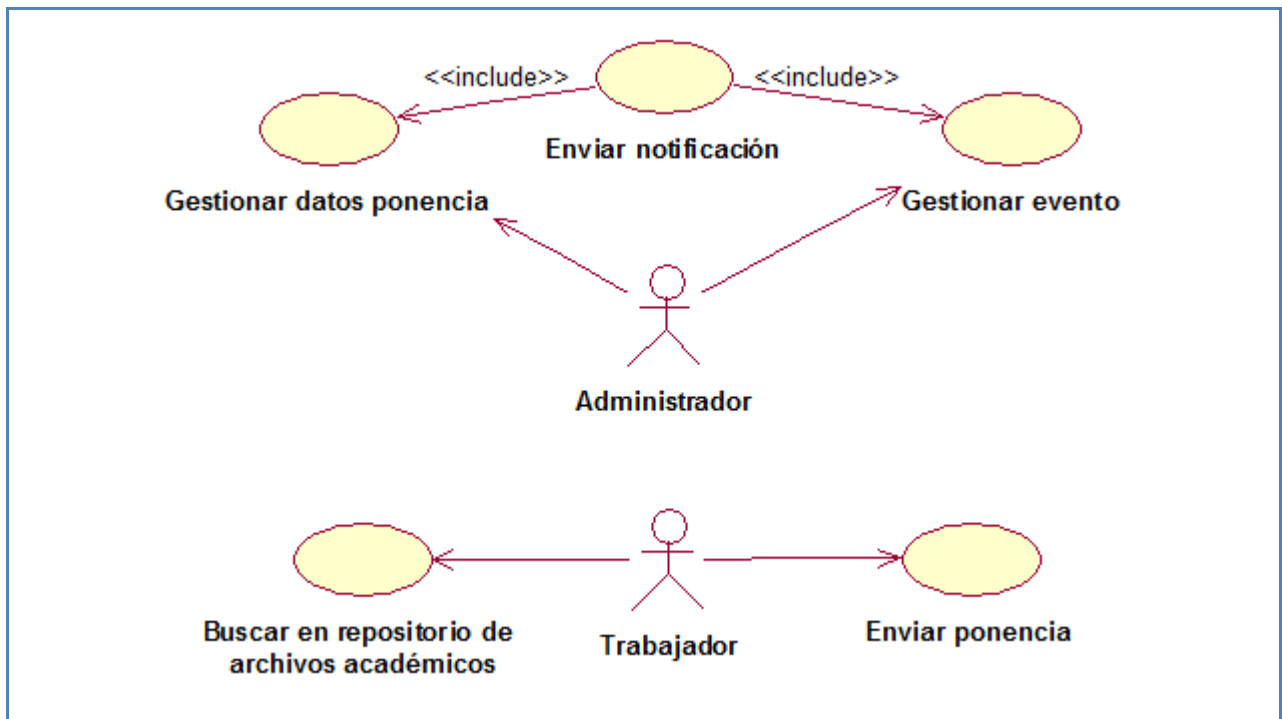 <<include>>
<<include>>
Enviar notificación
Gestionar datos ponencia
Gestionar evento
Administrador
Buscar en repositorio de
archivos académicos
Trabajador
Enviar ponencia